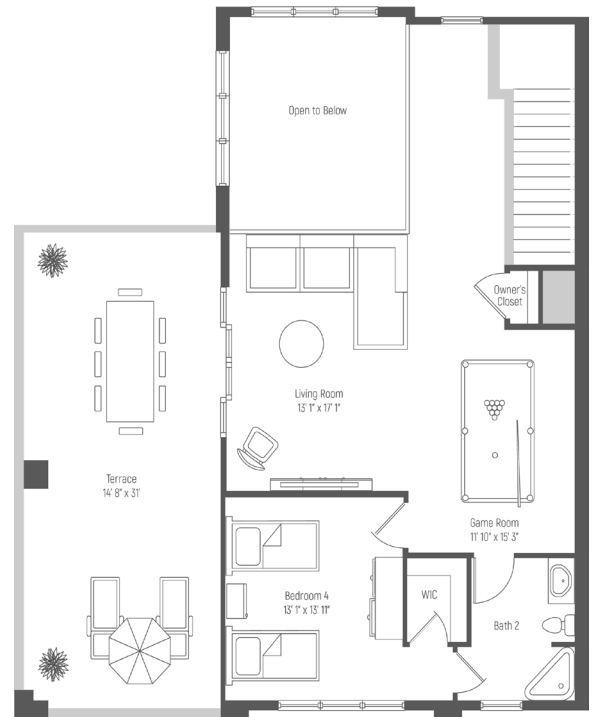 Open to Below
Owner's
Closet
Living Room
13' 1" x 17' 1"
Terrace
14' 8" x 31'
Game Room
11' 10" x 15' 3"
Bedroom 4
13' 1" x 13' 11"
WIC
Bath 2